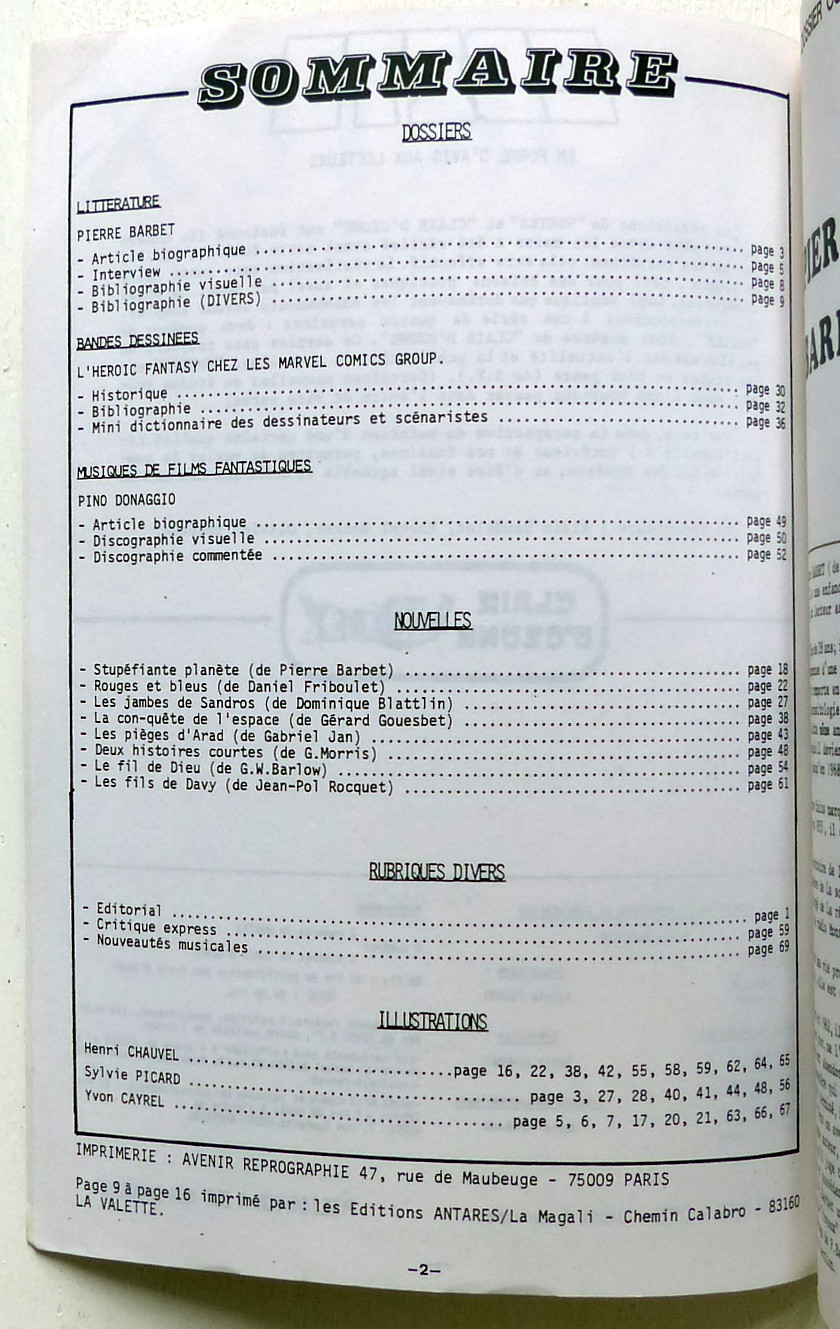 SOMMAIRE
DOSSIERS
LITTERATURE
PIERRE BARBET
- Article biographique ........ page 3
- Interview ........ page 5
- Bibliographie visuelle ........ page 8
- Bibliographie (DIVERS) ........ page 9
BANDES DESSINEES
L'HEROIC FANTASY CHEZ LES MARVEL COMICS GROUP.
- Historique ........ page 30
- Bibliographie ........ page 32
- Mini dictionnaire des dessinateurs et scénaristes ........ page 36
MUSIQUES DE FILMS FANTASTIQUES
PINO DONAGGIO
- Article biographique ........ page 49
- Discographie visuelle ........ page 50
- Discographie commentée ........ page 52
NOUVELLES
- Stupéfiante planète (de Pierre Barbet) ........ page 18
- Rouges et bleus (de Daniel Friboulet) ........ page 22
- Les jambes de Sandros (de Dominique Blattlin) ........ page 27
- La con-quête de l'espace (de Gérard Gouesbet) ........ page 38
- Les pièges d'Arad (de Gabriel Jan) ........ page 43
- Deux histoires courtes (de G.Morris) ........ page 48
- Le fil de Dieu (de G.W.Barlow) ........ page 54
- Les fils de Davy (de Jean-Pol Rocquet) ........ page 61
RUBRIQUES DIVERS
- Editorial ........ page 1
- Critique express ........ page 59
- Nouveautés musicales ........ page 69
ILLUSTRATIONS
Henri CHAUVEL ........ page 16, 22, 38, 42, 55, 58, 59, 62, 64, 65
Sylvie PICARD ........ page 3, 27, 28, 40, 41, 44, 48, 56
Yvon CAYREL ........ page 5, 6, 7, 17, 20, 21, 63, 66, 67
IMPRIMERIE : AVENIR REPROGRAPHIE 47, rue de Maubeuge - 75009 PARIS
Page 9 à page 16 imprimé par : les Editions ANTARES/La Magali - Chemin Calabro - 83160
LA VALETTE.
-2-